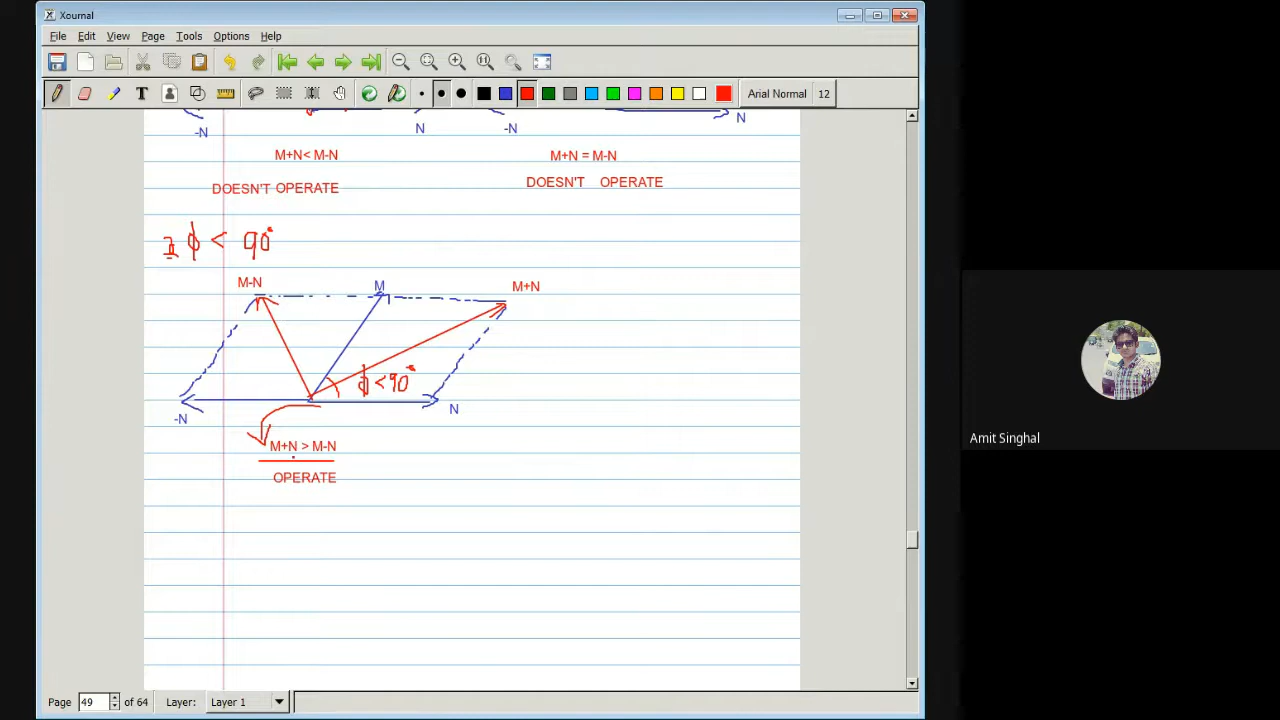 Xournal
File Edit View Page Tools Options Help
Arial Normal 12
-N N -N N
M+N< M-N M+N = M-N
DOESN'T OPERATE DOESN'T OPERATE
ϕ < 90°
M-N M M+N
ϕ < 90°
-N N
M+N > M-N
OPERATE
Amit Singhal
Page 49 of 64 Layer: Layer 1